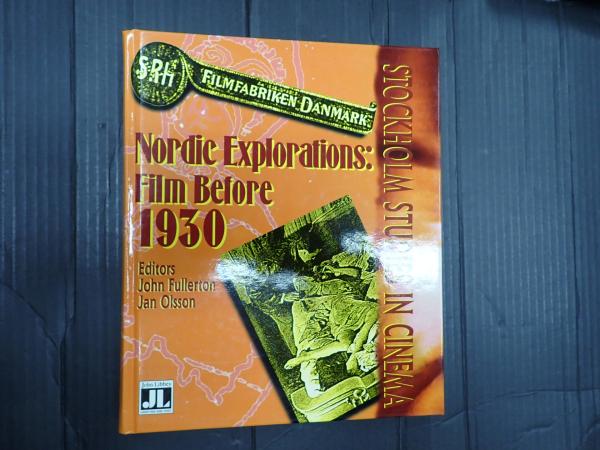 S.R.H
FILMFABRIKEN DANMARK
Nordic Explorations:
Film Before
1930
Editors
John Fullerton
Jan Olsson
John Libbey
JL
STOCKHOLM STUDIES IN CINEMA